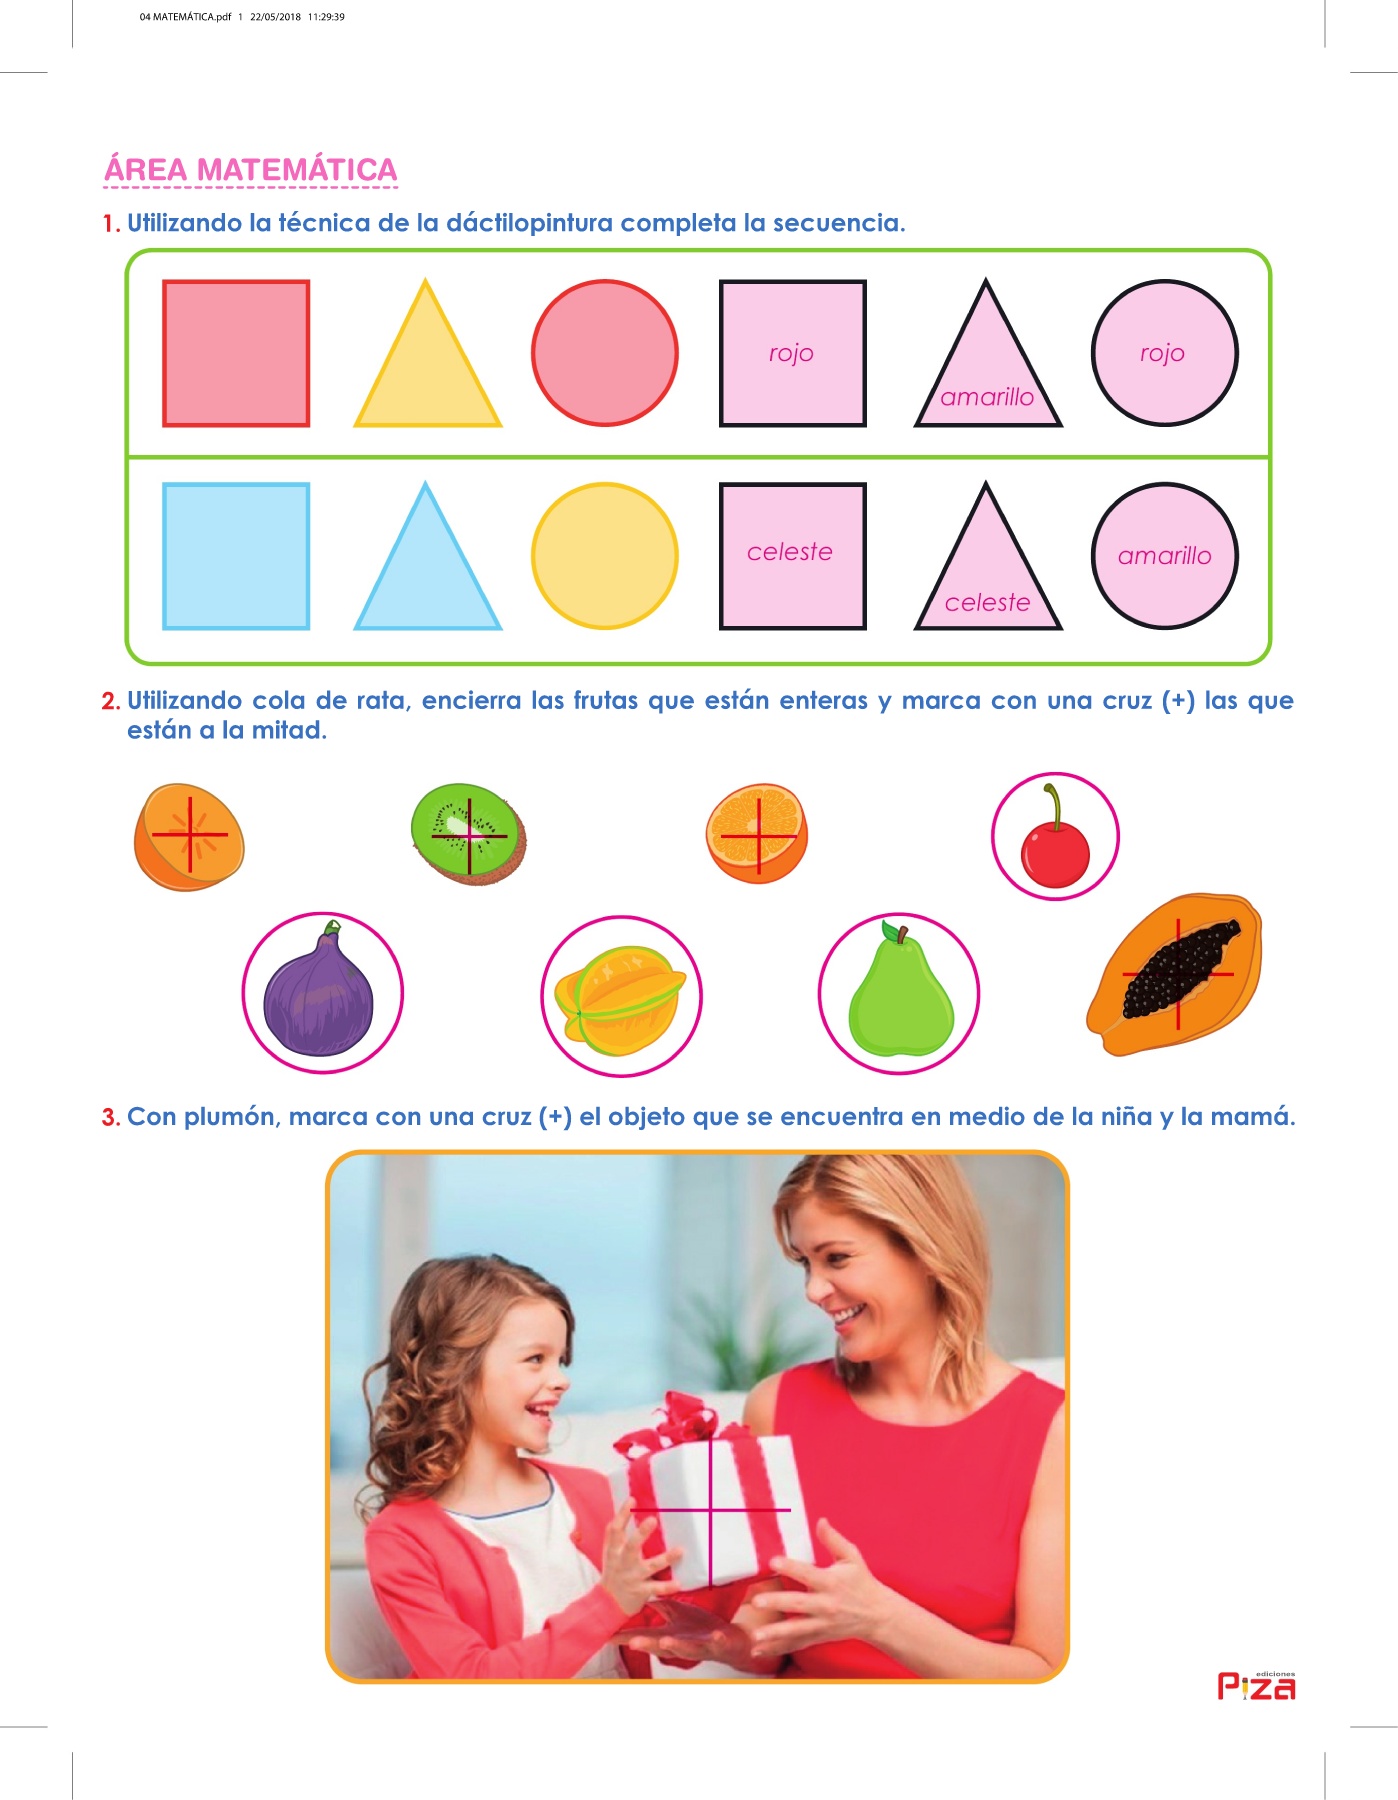 04 MATEMÁTICA.pdf 1 22/05/2018 11:29:39
ÁREA MATEMÁTICA
1. Utilizando la técnica de la dáctilopintura completa la secuencia.
rojo amarillo rojo
celeste celeste amarillo
2. Utilizando cola de rata, encierra las frutas que están enteras y marca con una cruz (+) las que
están a la mitad.
3. Con plumón, marca con una cruz (+) el objeto que se encuentra en medio de la niña y la mamá.
ediciones
Piza